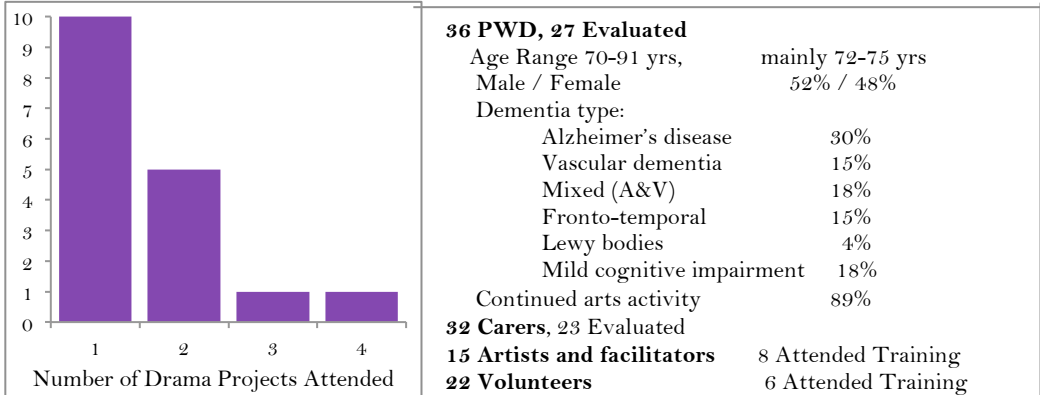 10
9
8
7
6
5
4
3
2
1
0
1 2 3 4
Number of Drama Projects Attended
36 PWD, 27 Evaluated
Age Range 70-91 yrs, mainly 72-75 yrs
Male / Female 52% / 48%
Dementia type:
Alzheimer's disease 30%
Vascular dementia 15%
Mixed (A&V) 18%
Fronto-temporal 15%
Lewy bodies 4%
Mild cognitive impairment 18%
Continued arts activity 89%
32 Carers, 23 Evaluated
15 Artists and facilitators 8 Attended Training
22 Volunteers 6 Attended Training